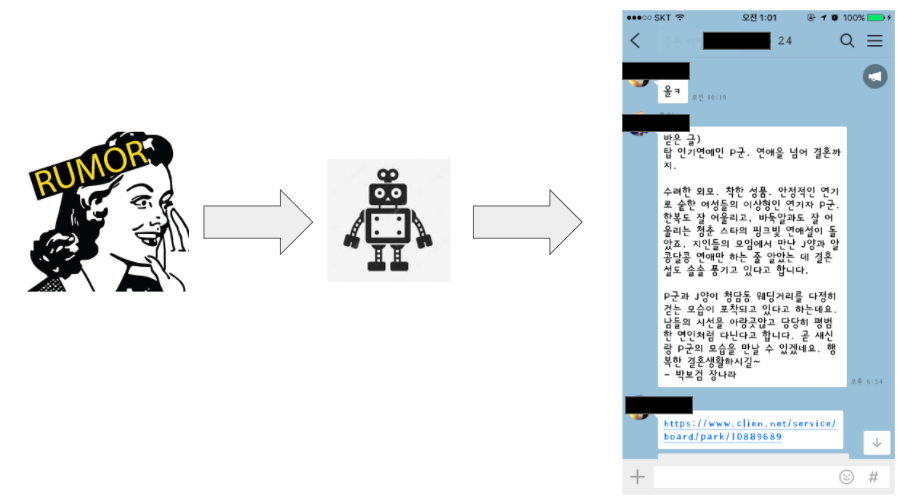 RUMOR
SKT 오전 1:01 100%
24
올ㅋ
오전 10:19
받은 글)
탑 인기연예인 P군. 연애을 넘어 결혼까
지.
수려한 외모. 착한 성품. 안정적인 연기
로 숱한 여성들의 이상형인 연기자 P군.
한복도 잘 어울리고, 바둑알과도 잘 어
울리는 청춘 스타의 핑크빛 연애설이 돌
았죠. 지인들의 모임에서 만난 J양과 알
콩달콩 연애만 하는 줄 알았는 데 결혼
설도 솔솔 풍기고 있다고 합니다.
P군과 J양이 청담동 웨딩거리를 다정히
걷는 모습이 포착되고 있다고 하는데요.
남들의 시선을 아랑곳않고 당당히 평범
한 연인처럼 다닌다고 합니다. 곧 새신
랑 P군의 모습을 만날 수 있겠네요. 행
복한 결혼생활하시길~
- 박보검 장나라
오후 6:34
https://www.clien.net/service/
board/park/10889689
#